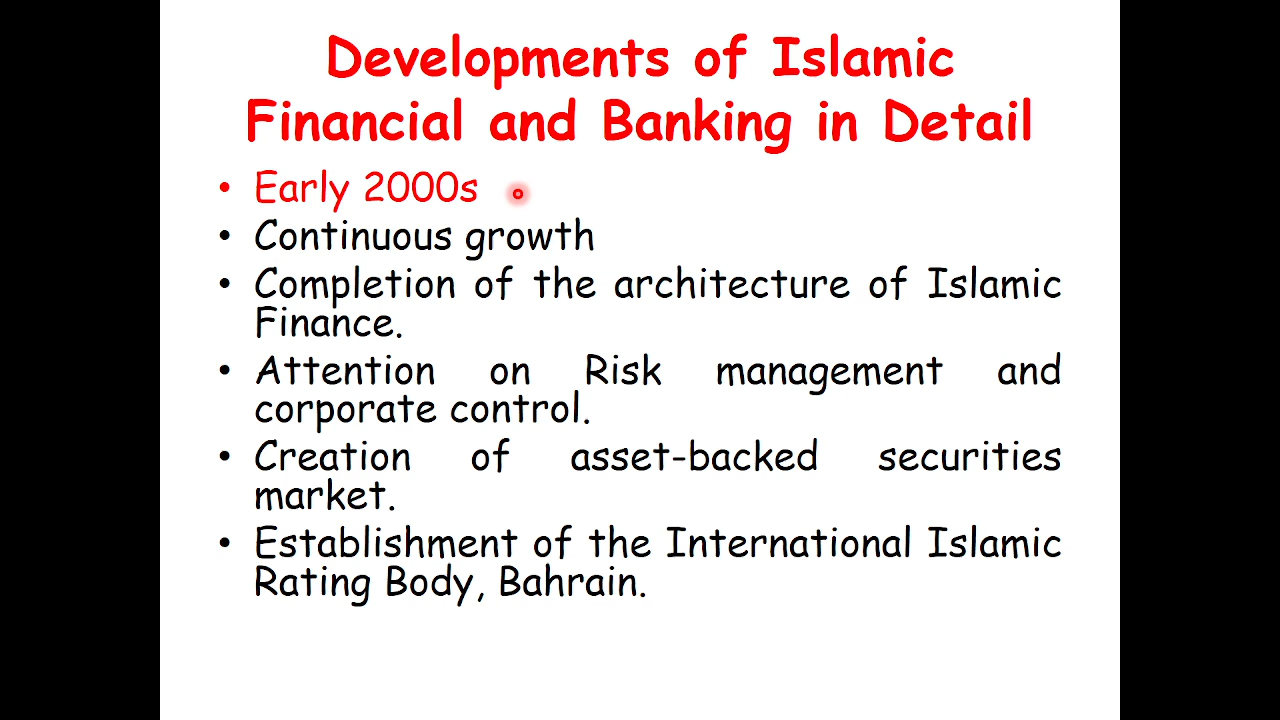 Developments of Islamic
Financial and Banking in Detail
• Early 2000s
• Continuous growth
• Completion of the architecture of Islamic
Finance.
• Attention on Risk management and
corporate control.
• Creation of asset-backed securities
market.
• Establishment of the International Islamic
Rating Body, Bahrain.